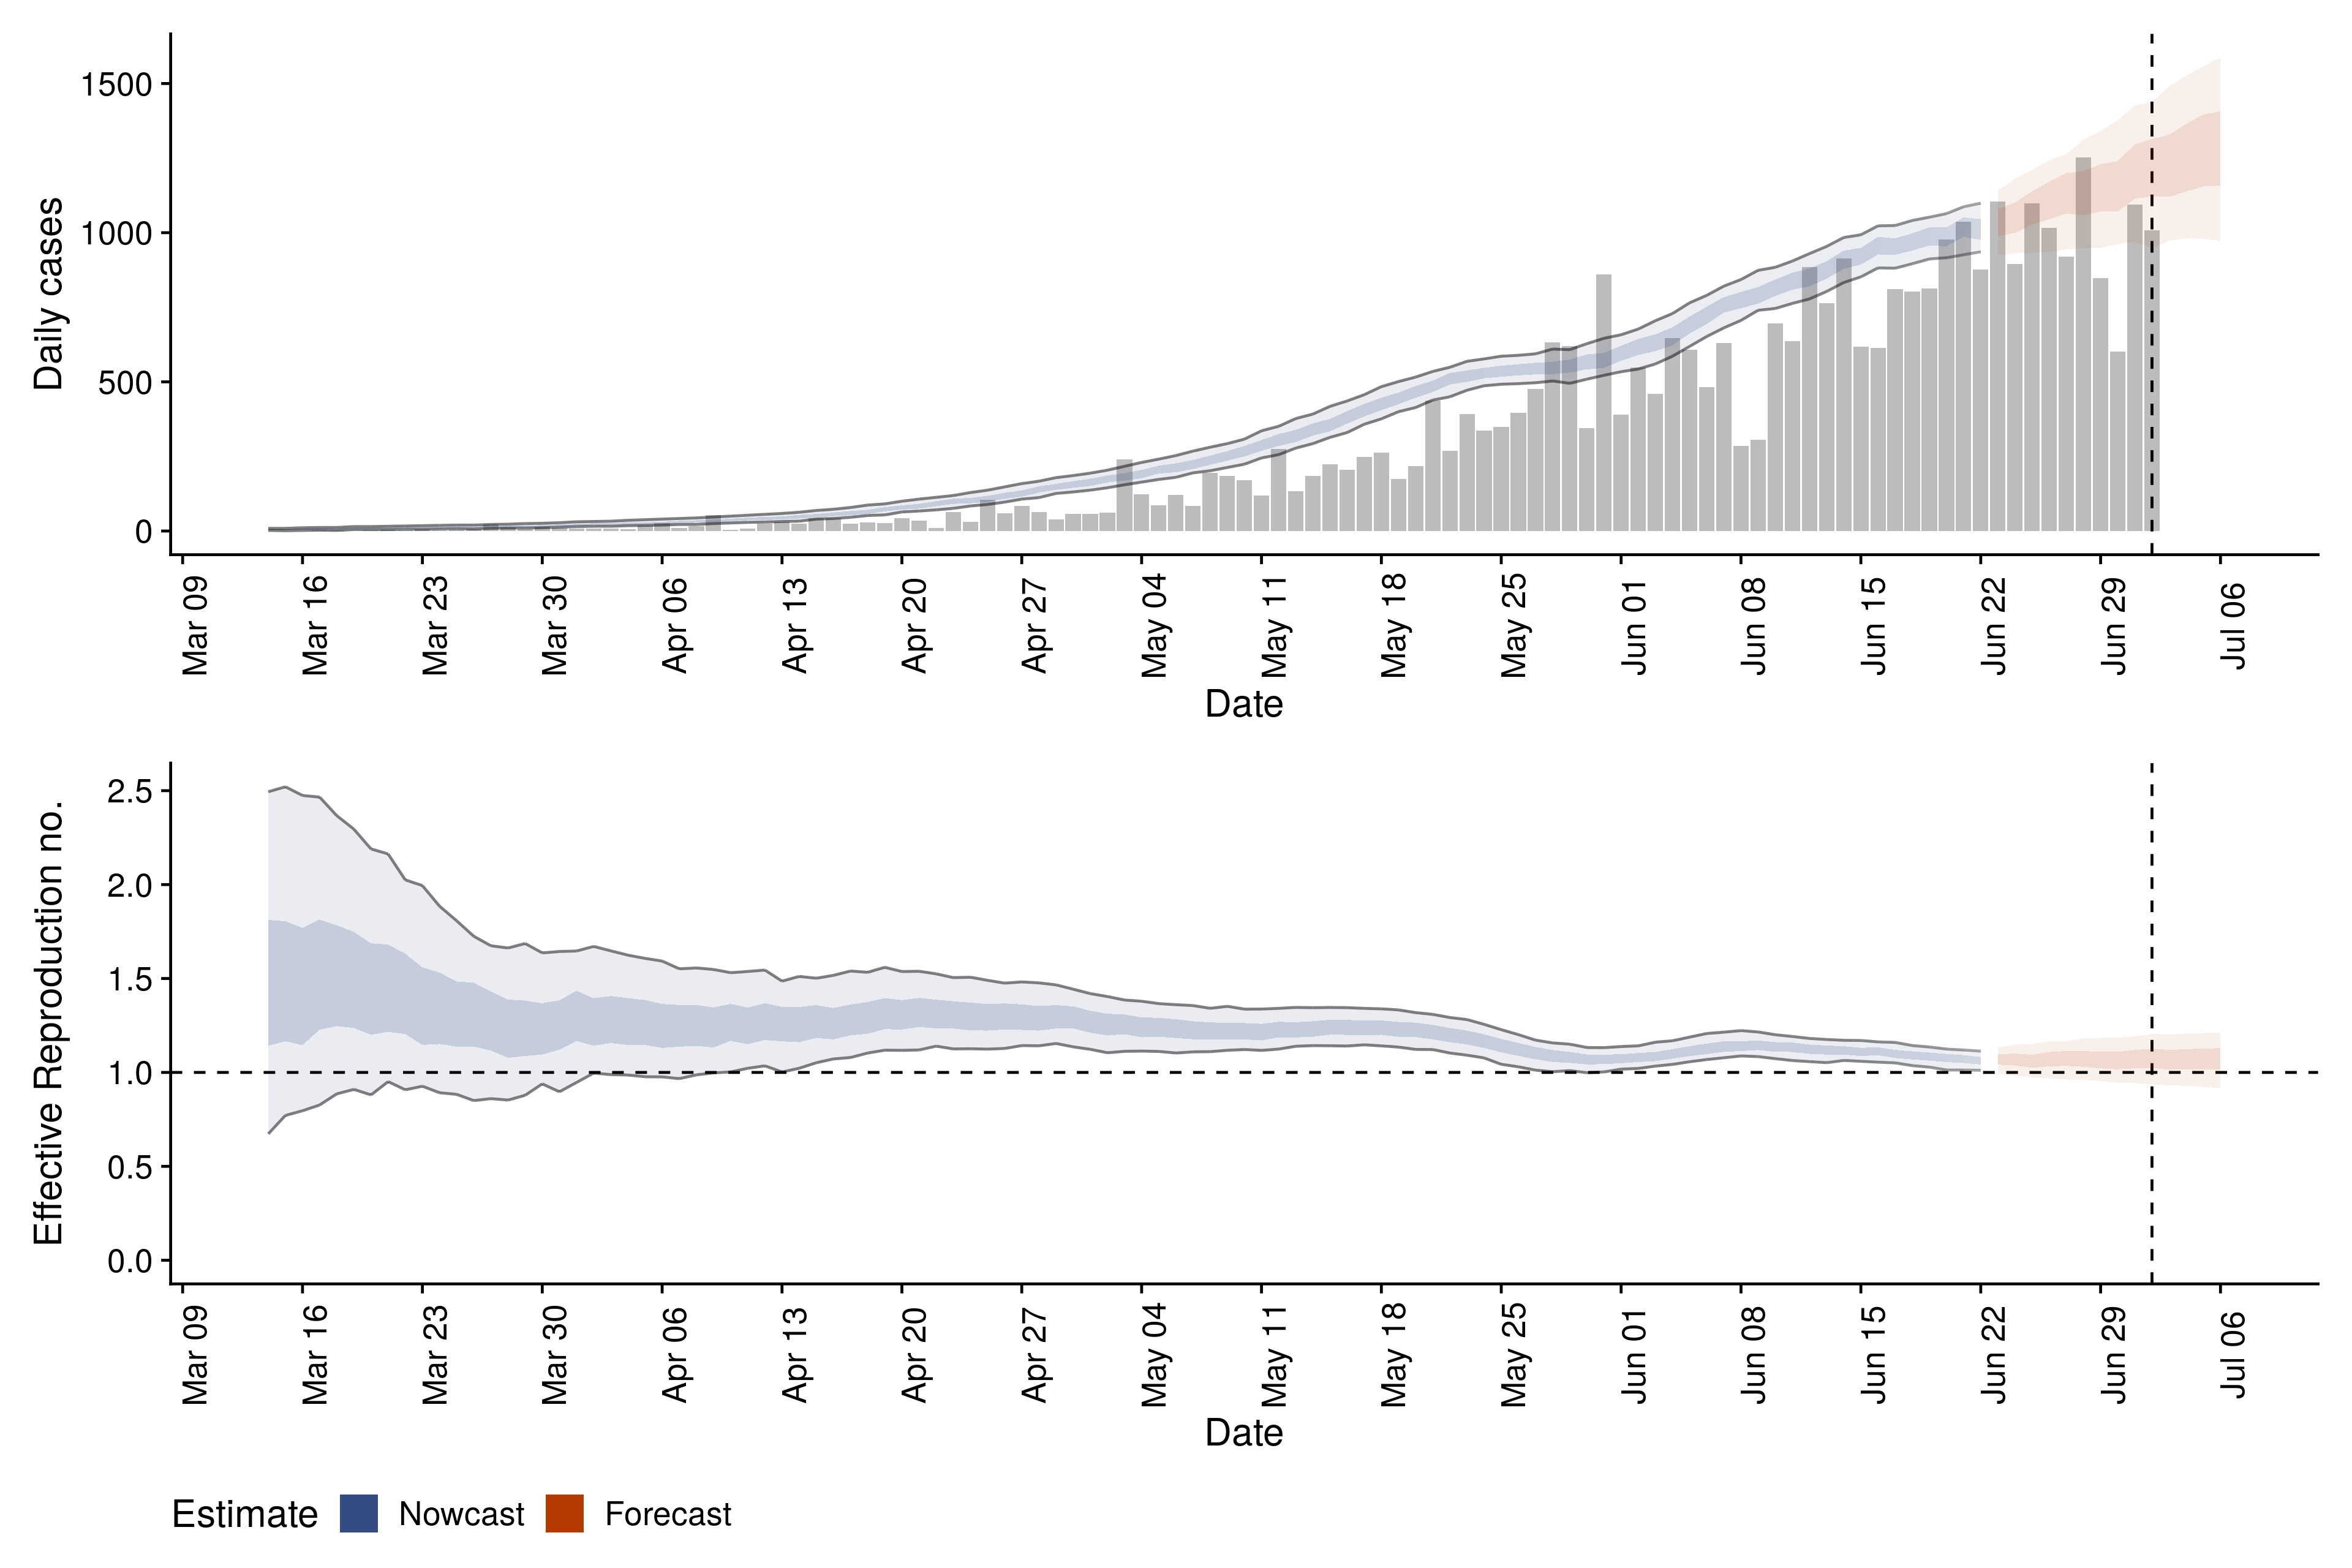 1500
1000
500
0
Daily cases
Mar 09 Mar 16 Mar 23 Mar 30 Apr 06 Apr 13 Apr 20 Apr 27 May 04 May 11 May 18 May 25 Jun 01 Jun 08 Jun 15 Jun 22 Jun 29 Jul 06
Date
2.5
2.0
1.5
1.0
0.5
0.0
Effective Reproduction no.
Mar 09 Mar 16 Mar 23 Mar 30 Apr 06 Apr 13 Apr 20 Apr 27 May 04 May 11 May 18 May 25 Jun 01 Jun 08 Jun 15 Jun 22 Jun 29 Jul 06
Date
Estimate Nowcast Forecast